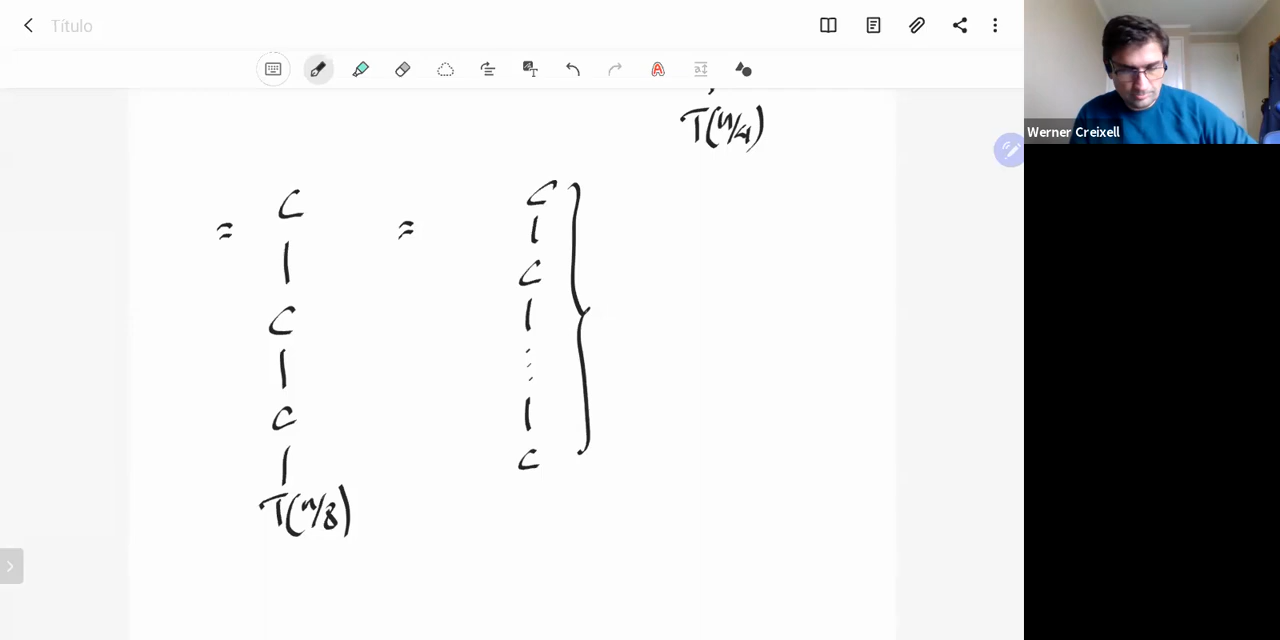 Título
Werner Creixell
T(n/4)
= C = C
|
|
C
C
|
|
⋮
C
|
|
C
T(n/8)